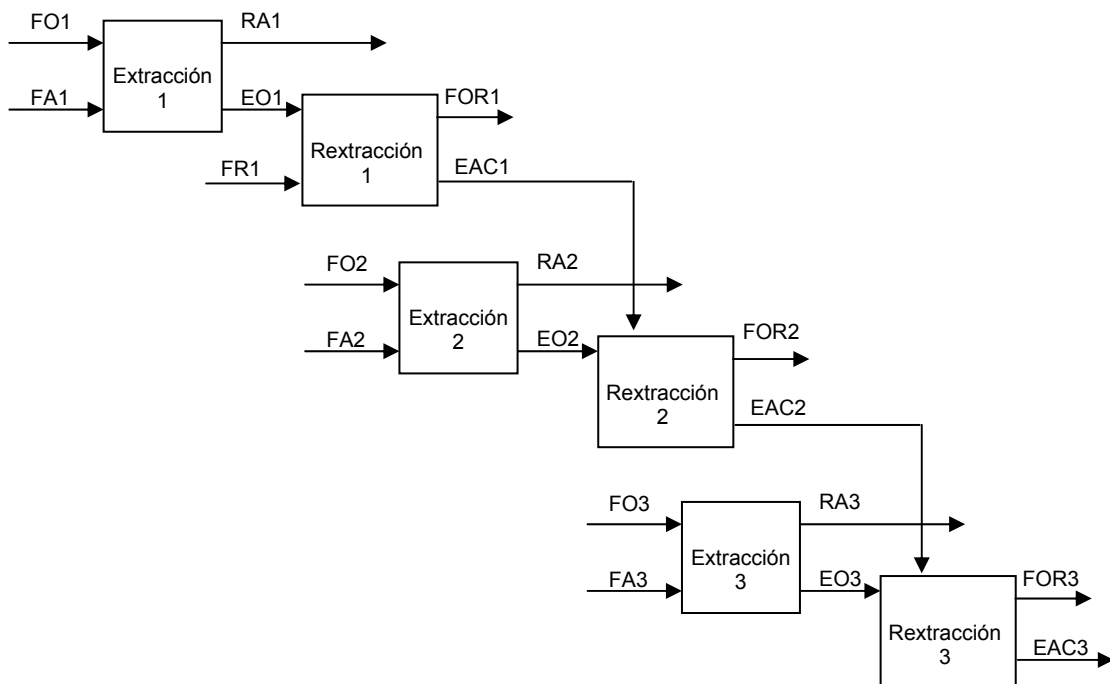 FO1
RA1
Extracción
1
FA1
EO1
FOR1
Rextracción
1
FR1
EAC1
FO2
RA2
Extracción
2
FA2
EO2
FOR2
Rextracción
2
EAC2
FO3
RA3
Extracción
3
FA3
EO3
FOR3
Rextracción
3
EAC3